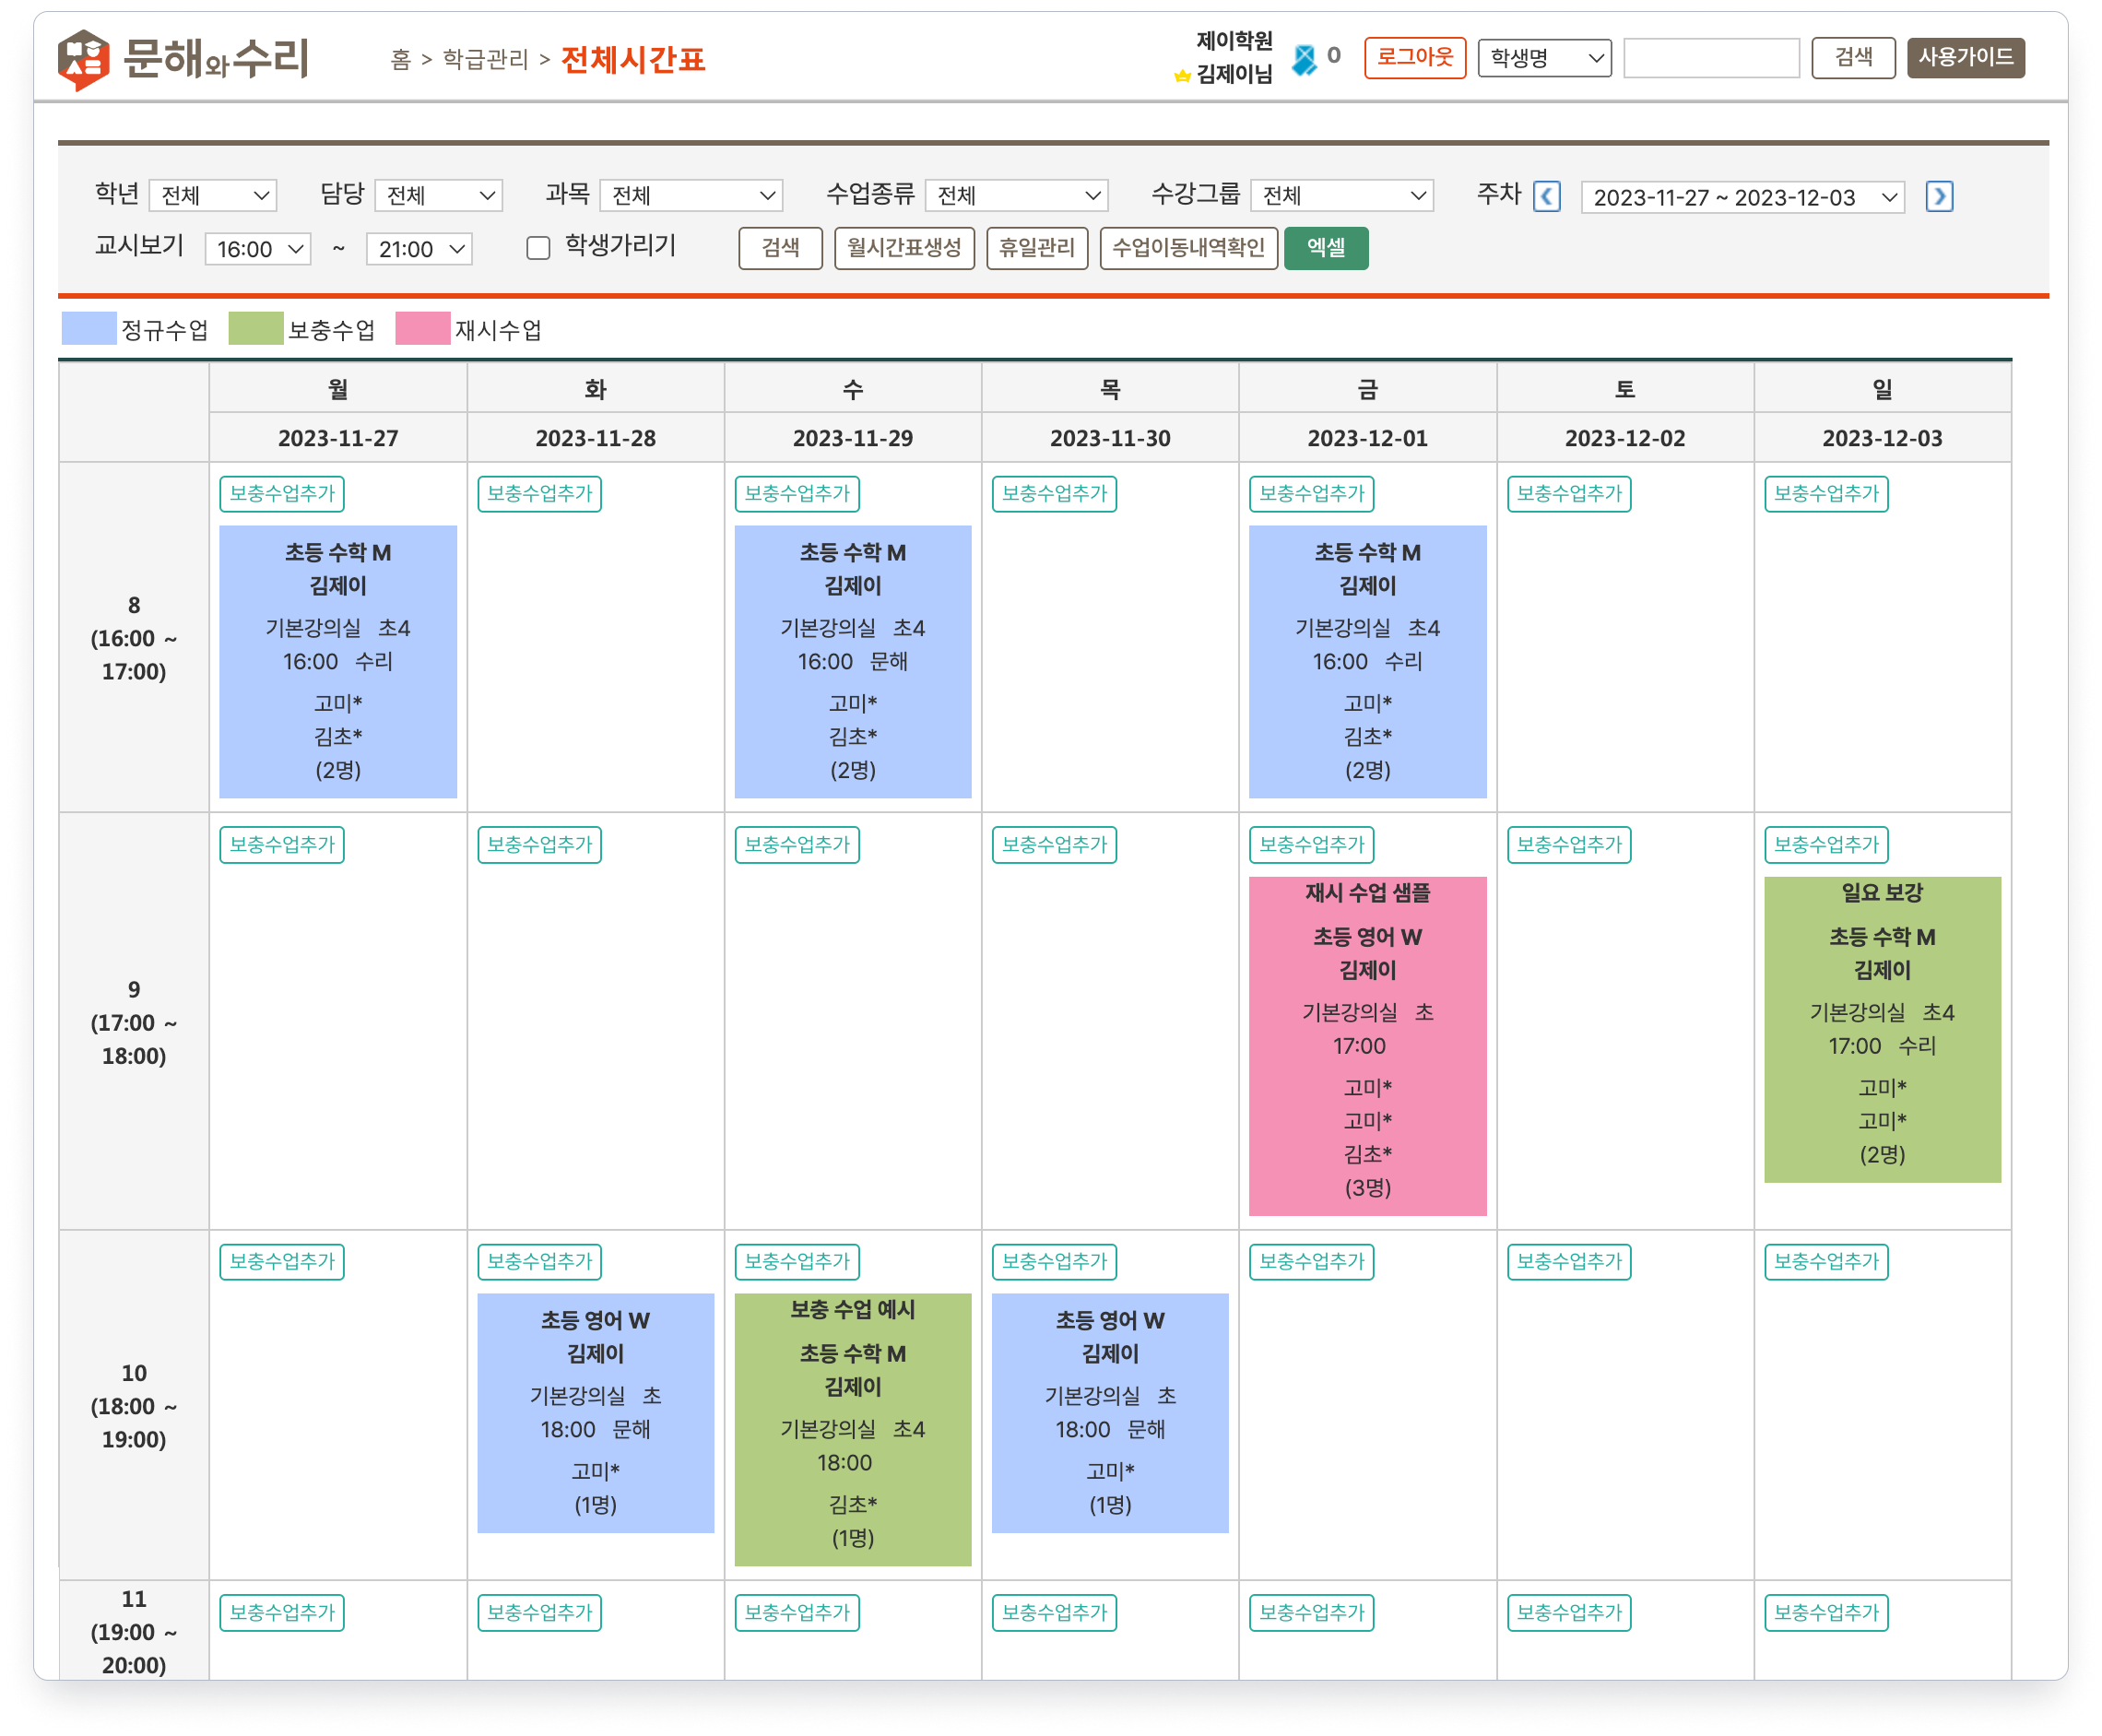 문해와수리
홈 > 학급관리 > 전체시간표
제이학원
김제이님
0
로그아웃
학생명
검색
사용가이드
학년 전체 담당 전체 과목 전체 수업종류 전체 수강그룹 전체 주차 2023-11-27 ~ 2023-12-03
교시보기 16:00 ~ 21:00 학생가리기 검색 월시간표생성 휴일관리 수업이동내역확인 엑셀
정규수업 보충수업 재시수업
월 화 수 목 금 토 일
2023-11-27 2023-11-28 2023-11-29 2023-11-30 2023-12-01 2023-12-02 2023-12-03
8
(16:00 ~
17:00)
보충수업추가
초등 수학 M
김제이
기본강의실 초4
16:00 수리
고미*
김초*
(2명)
보충수업추가
보충수업추가
초등 수학 M
김제이
기본강의실 초4
16:00 문해
고미*
김초*
(2명)
보충수업추가
보충수업추가
초등 수학 M
김제이
기본강의실 초4
16:00 수리
고미*
김초*
(2명)
보충수업추가
보충수업추가
9
(17:00 ~
18:00)
보충수업추가
보충수업추가
보충수업추가
보충수업추가
보충수업추가
재시 수업 샘플
초등 영어 W
김제이
기본강의실 초
17:00
고미*
고미*
김초*
(3명)
보충수업추가
보충수업추가
일요 보강
초등 수학 M
김제이
기본강의실 초4
17:00 수리
고미*
고미*
(2명)
10
(18:00 ~
19:00)
보충수업추가
보충수업추가
초등 영어 W
김제이
기본강의실 초
18:00 문해
고미*
(1명)
보충수업추가
보충 수업 예시
초등 수학 M
김제이
기본강의실 초4
18:00
김초*
(1명)
보충수업추가
초등 영어 W
김제이
기본강의실 초
18:00 문해
고미*
(1명)
보충수업추가
보충수업추가
보충수업추가
11
(19:00 ~
20:00)
보충수업추가
보충수업추가
보충수업추가
보충수업추가
보충수업추가
보충수업추가
보충수업추가